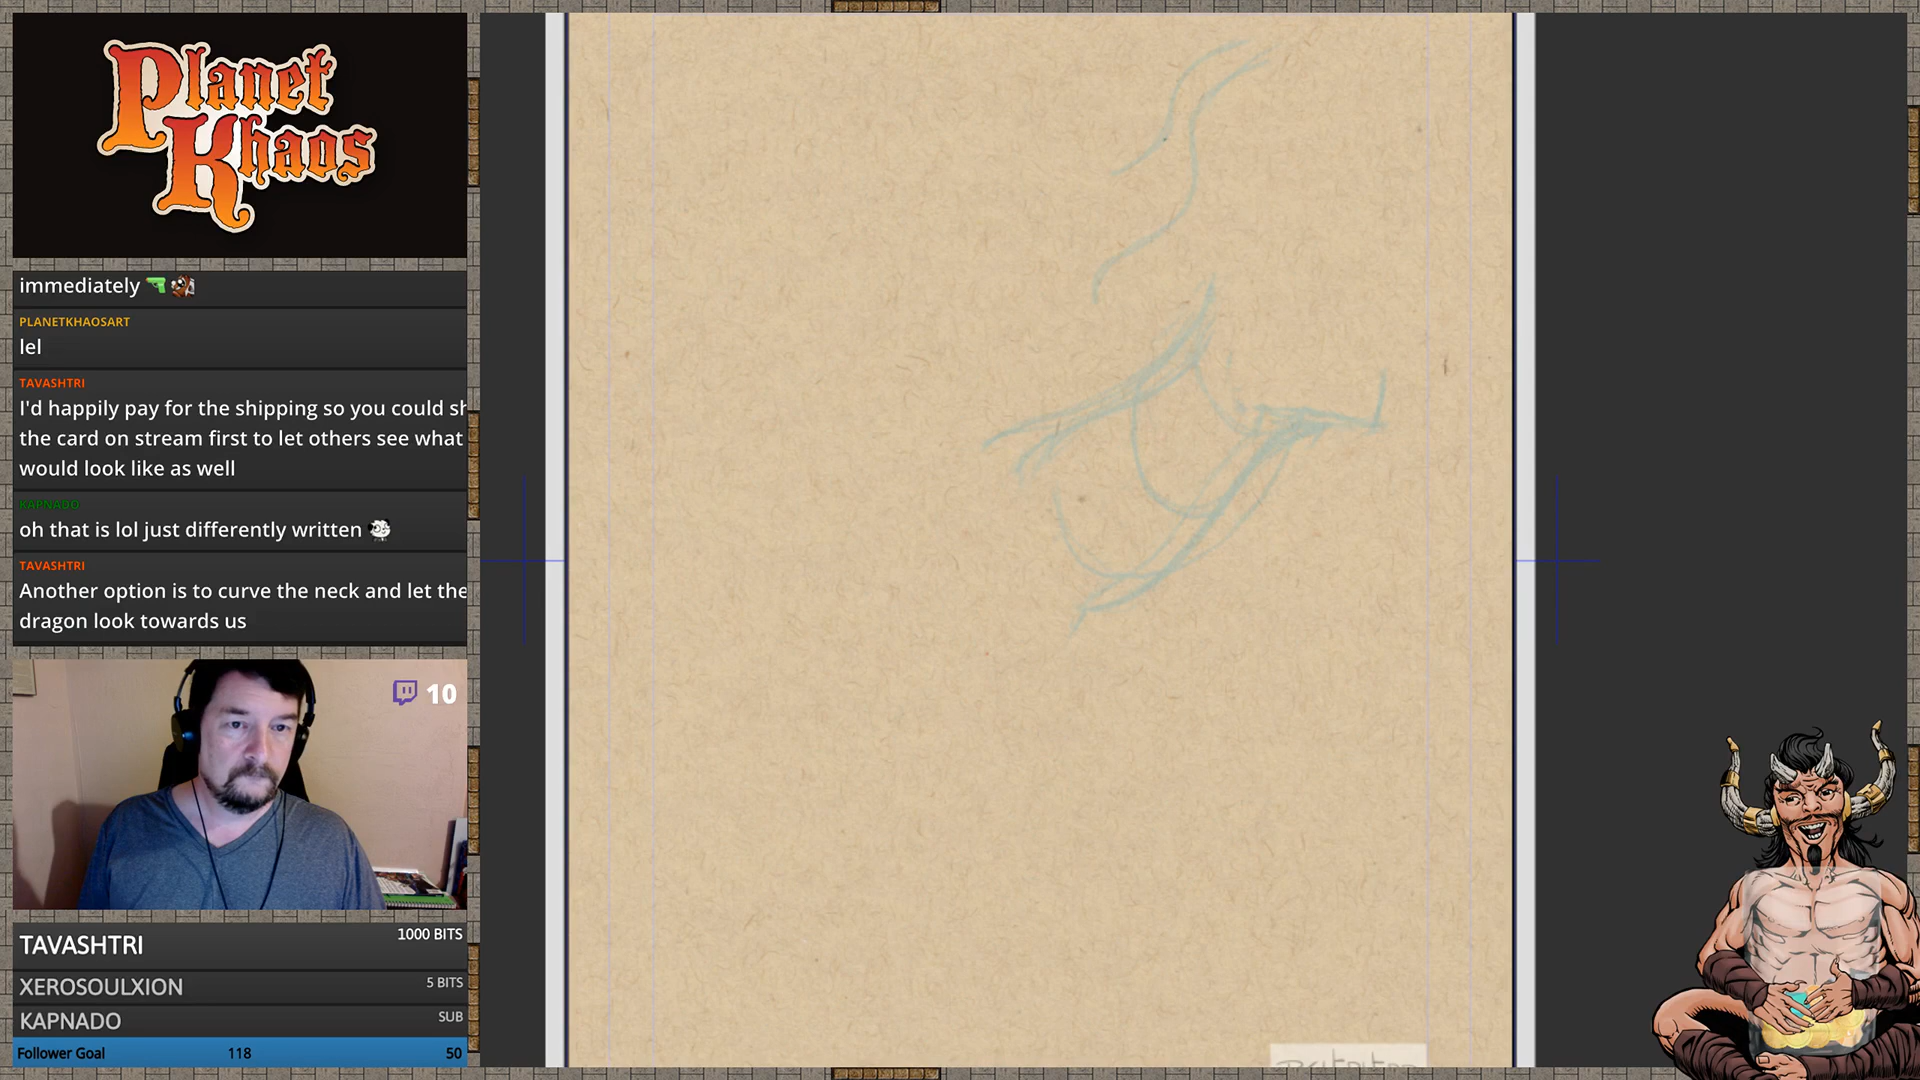 Planet
Khaos
immediately
PLANETKHAOSART
lel
TAVASHTRI
I'd happily pay for the shipping so you could sh
the card on stream first to let others see what
would look like as well
KAPNADO
oh that is lol just differently written
TAVASHTRI
Another option is to curve the neck and let the
dragon look towards us
10
TAVASHTRI 1000 BITS
XEROSOULXION 5 BITS
KAPNADO SUB
Follower Goal 118 50